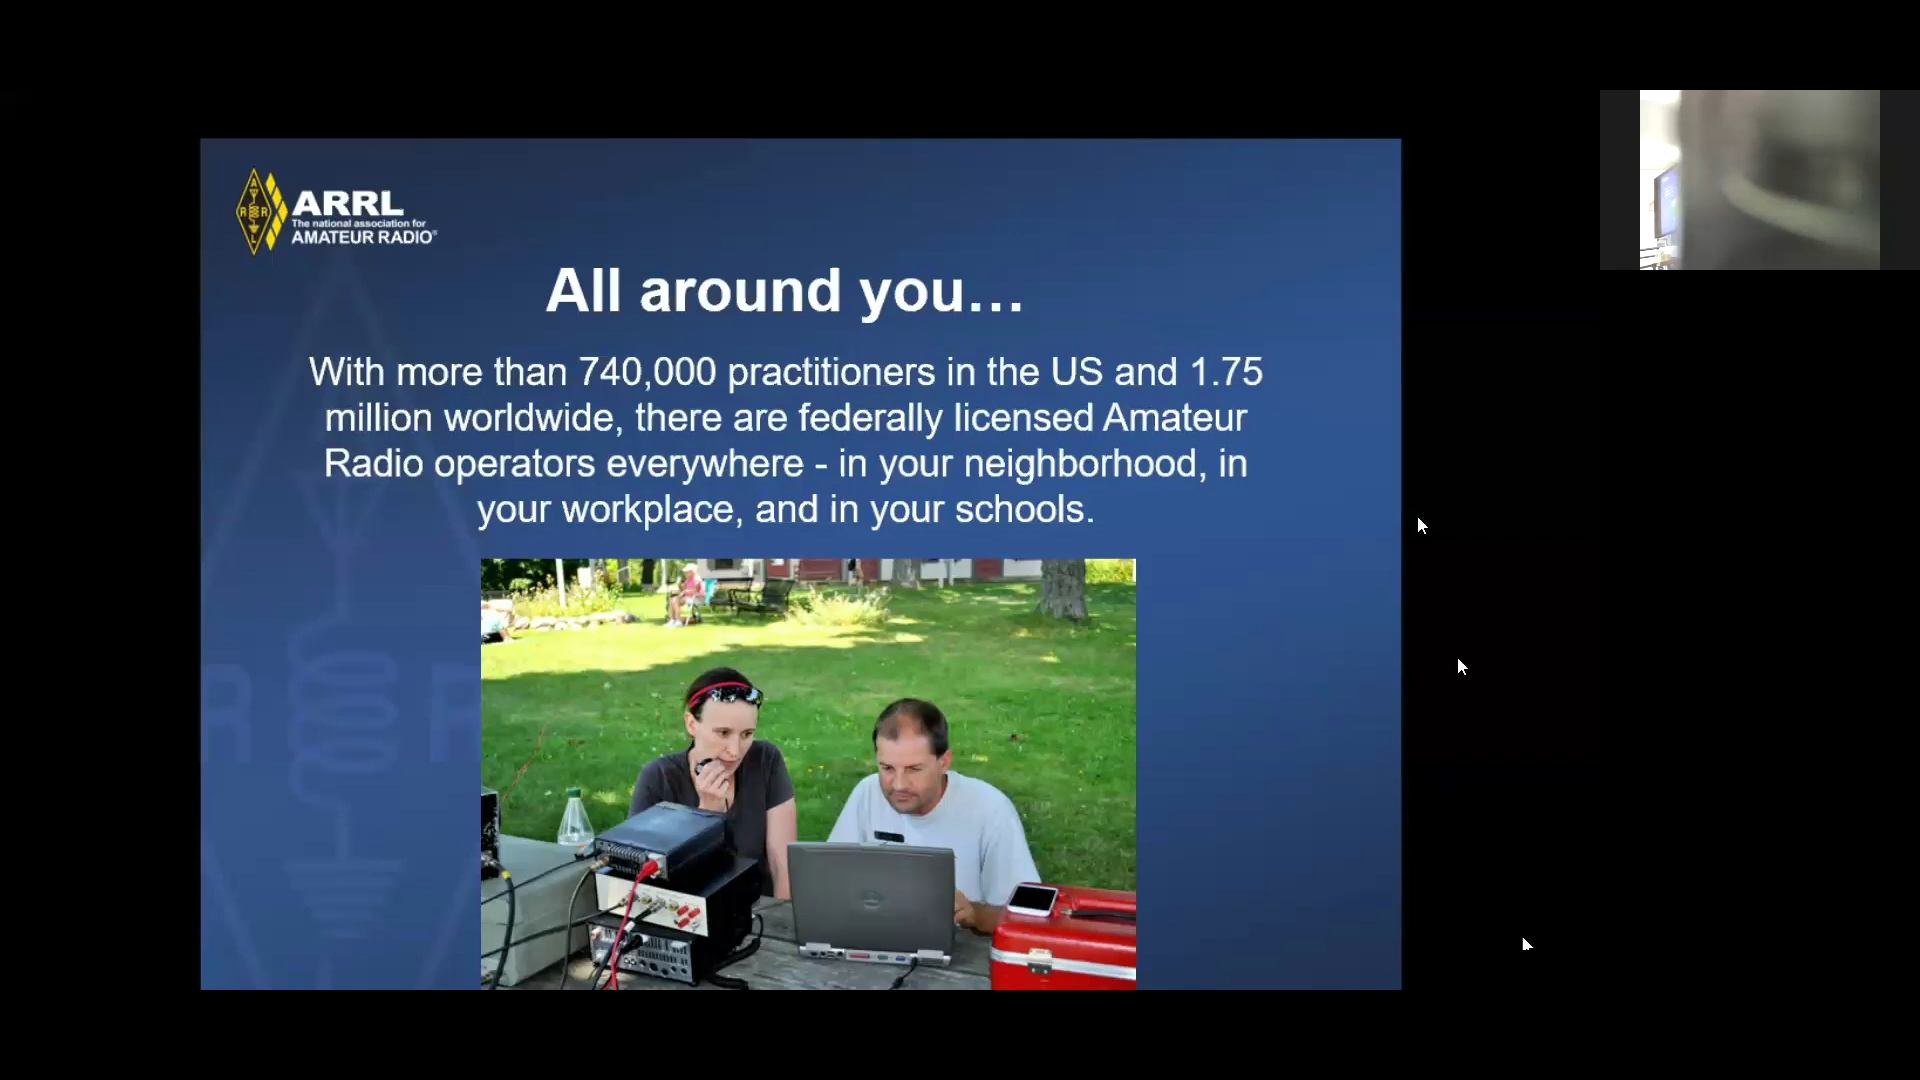 ARRL
The national association for
AMATEUR RADIO®
All around you…
With more than 740,000 practitioners in the US and 1.75
million worldwide, there are federally licensed Amateur
Radio operators everywhere - in your neighborhood, in
your workplace, and in your schools.